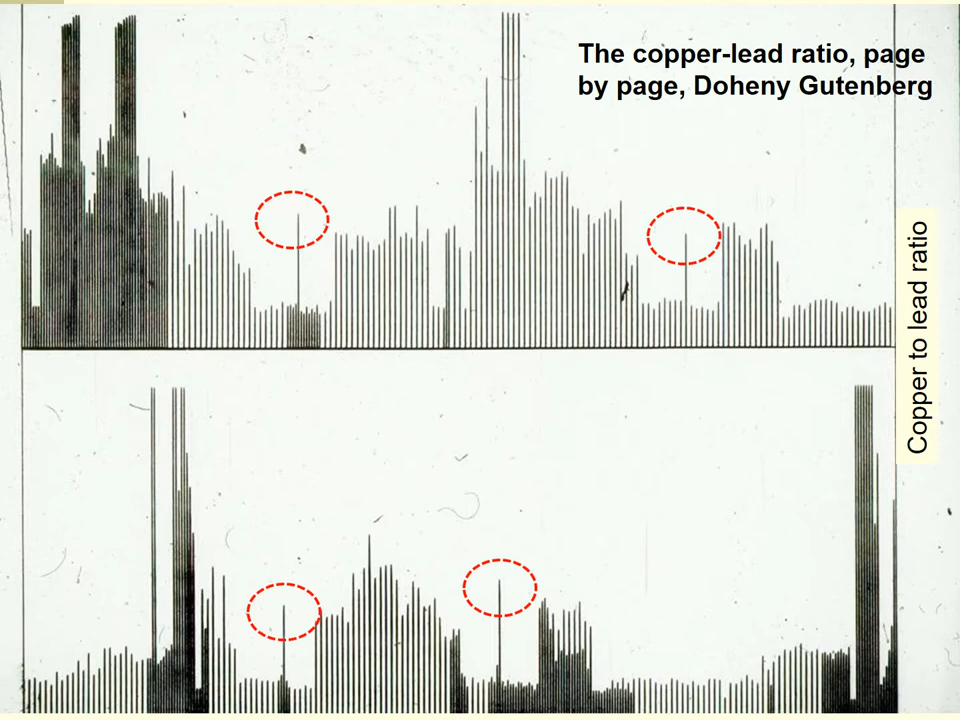 The copper-lead ratio, page
by page, Doheny Gutenberg
Copper to lead ratio